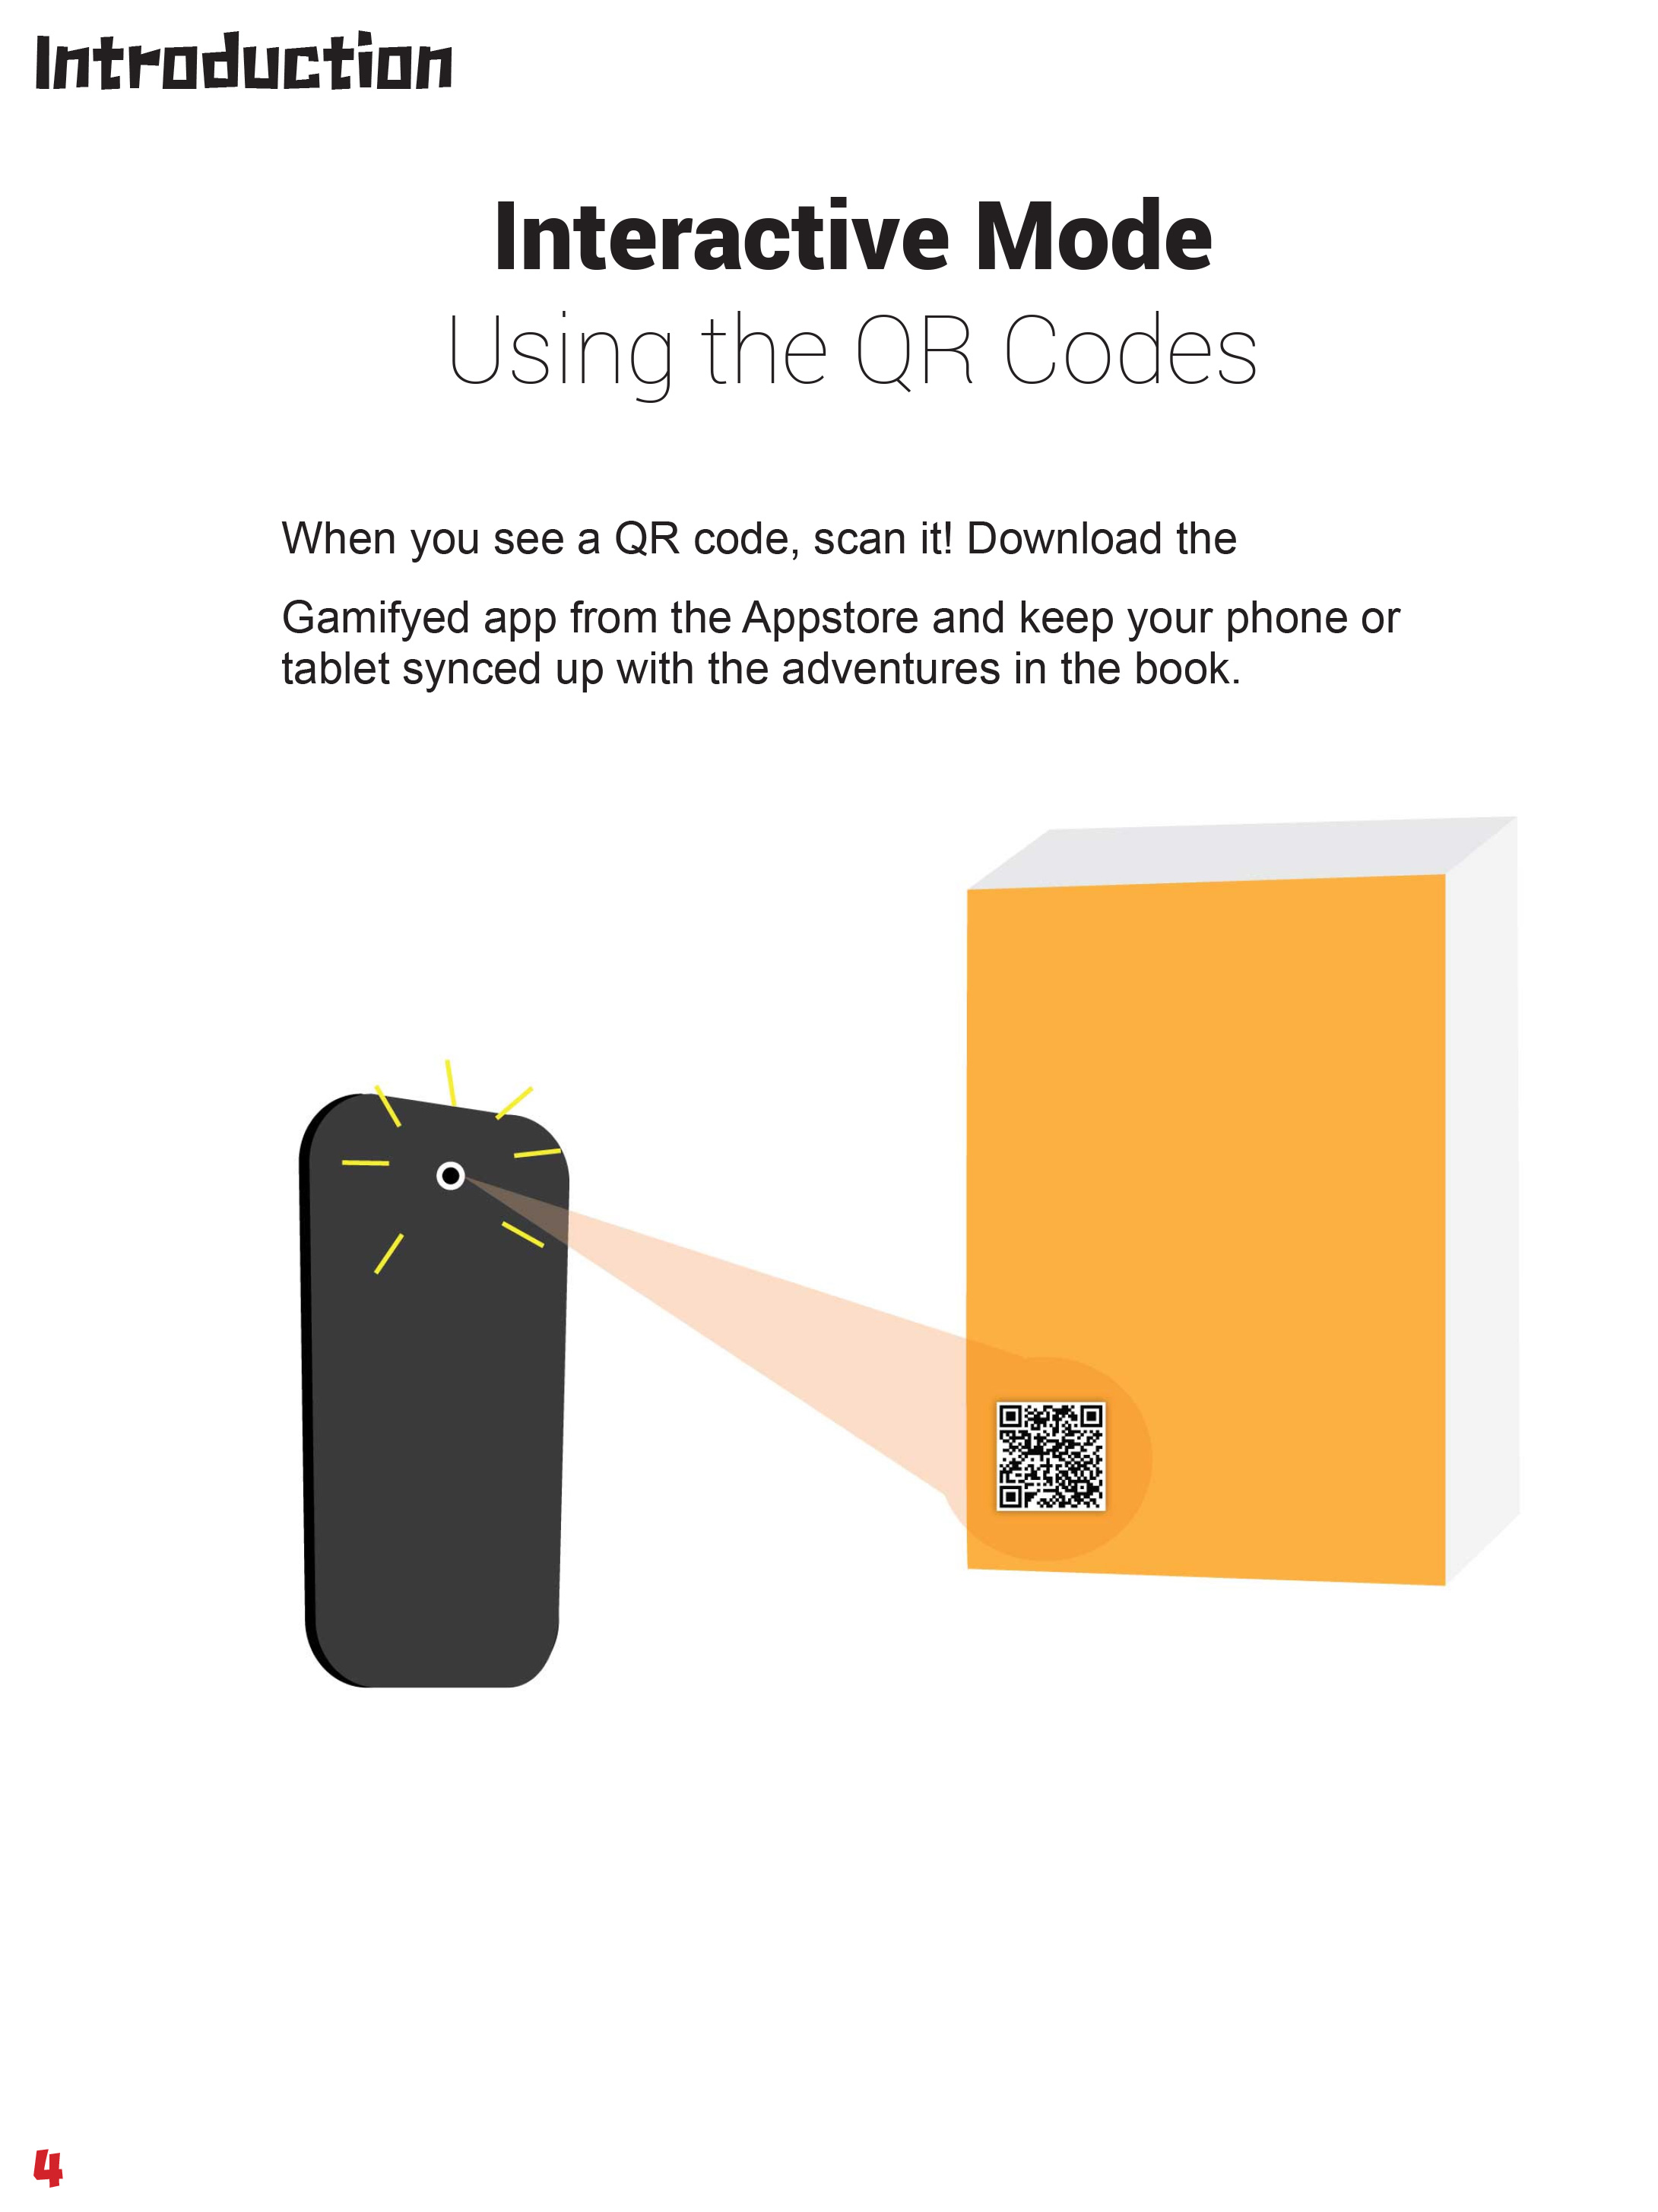 Introduction
Interactive Mode
Using the QR Codes
When you see a QR code, scan it! Download the
Gamifyed app from the Appstore and keep your phone or
tablet synced up with the adventures in the book.
4